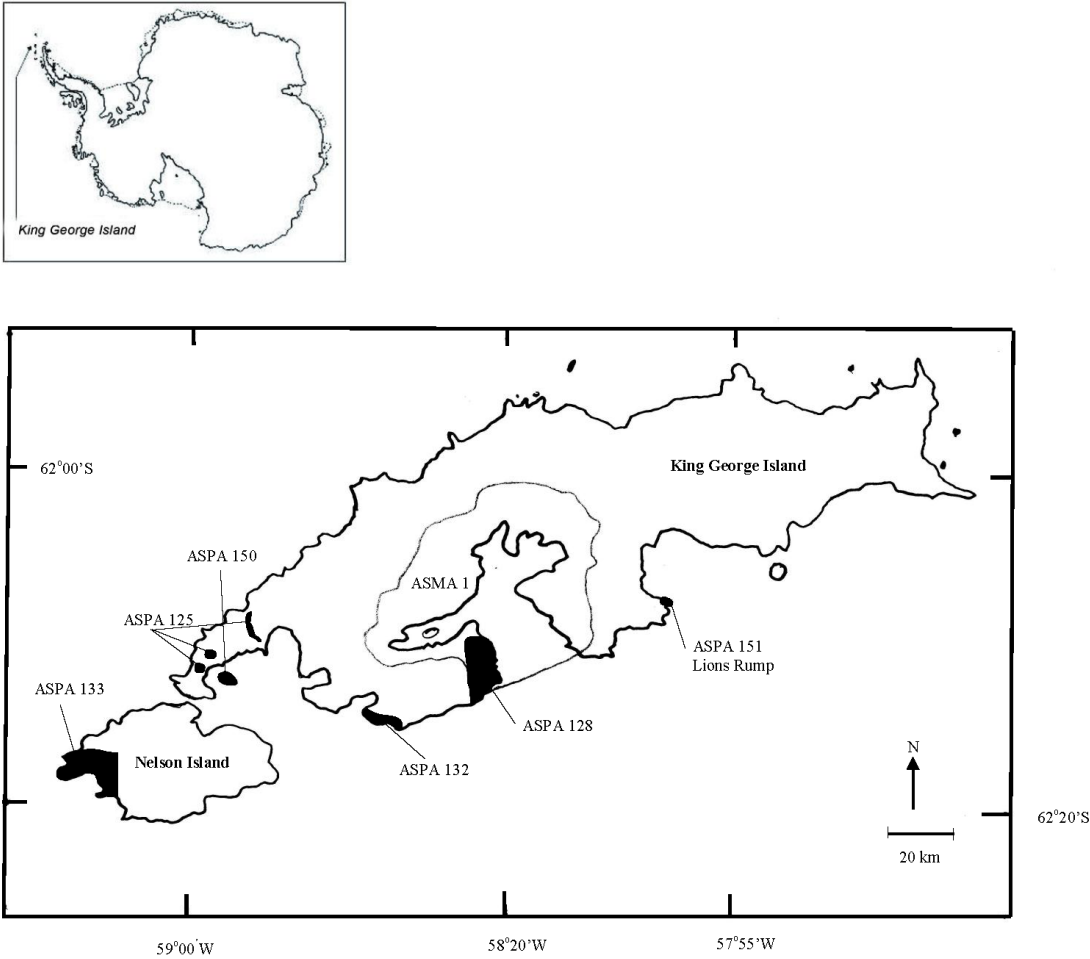 King George Island
62°00’S
King George Island
ASPA 150
ASMA 1
ASPA 125
ASPA 151
Lions Rump
ASPA 133
ASPA 128
Nelson Island
ASPA 132
N
62°20’S
20 km
59°00'W
58°20’W
57°55’W